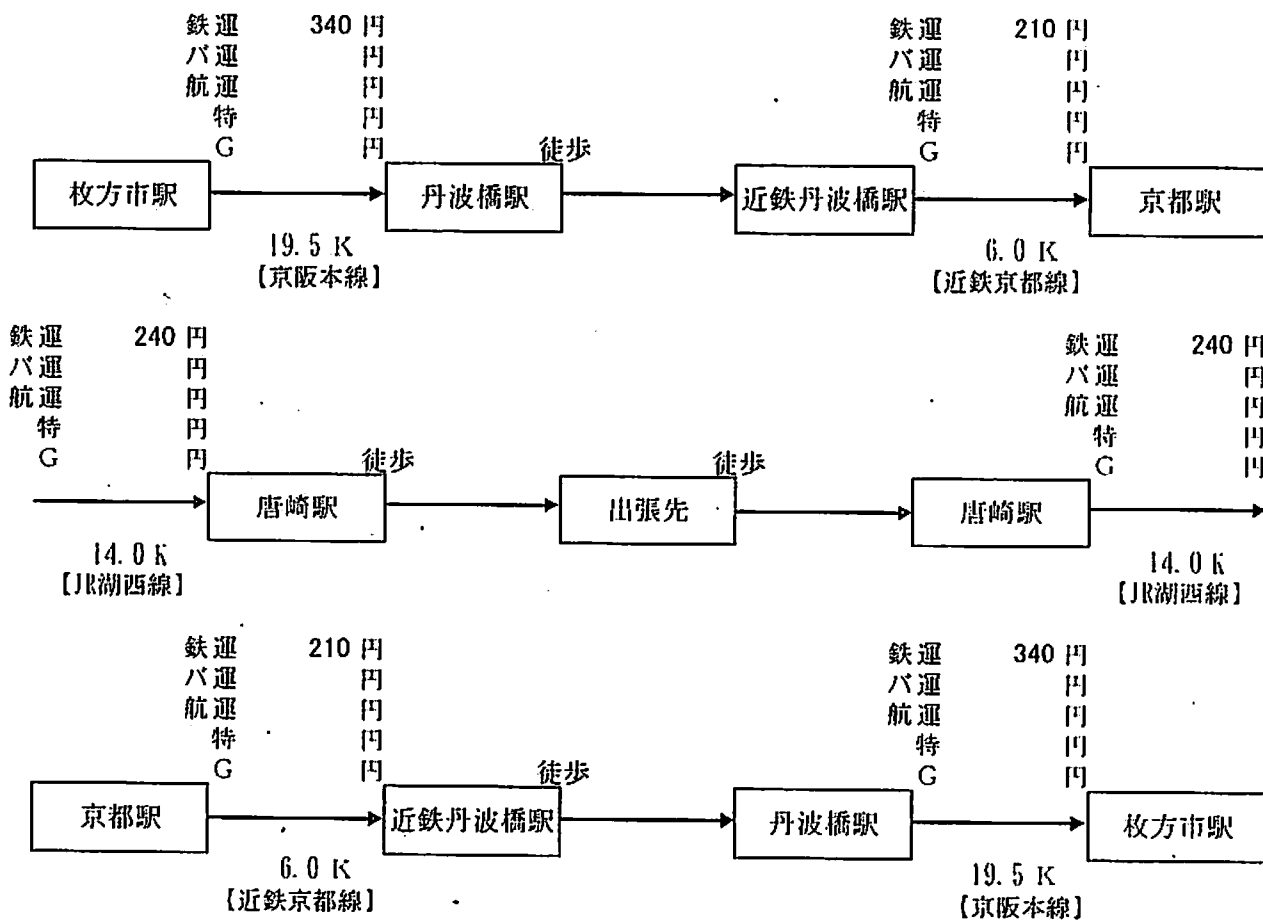 鉄運 340 円 鉄運 210 円
バ運 円 バ運 円
航運 円 航運 円
特 円 特 円
G 円 徒歩 G 円
枚方市駅 丹波橋駅 近鉄丹波橋駅 京都駅
19.5 K 6.0 K
【京阪本線】 【近鉄京都線】
鉄運 240 円 鉄運 240 円
バ運 円 バ運 円
航運 円 航運 円
特 円 特 円
G 円 徒歩 徒歩 G 円
唐崎駅 出張先 唐崎駅
14.0 K 14.0 K
【JR湖西線】 【JR湖西線】
鉄運 210 円 鉄運 340 円
バ運 円 バ運 円
航運 円 航運 円
特 円 特 円
G 円 徒歩 G 円
京都駅 近鉄丹波橋駅 丹波橋駅 枚方市駅
6.0 K 19.5 K
【近鉄京都線】 【京阪本線】